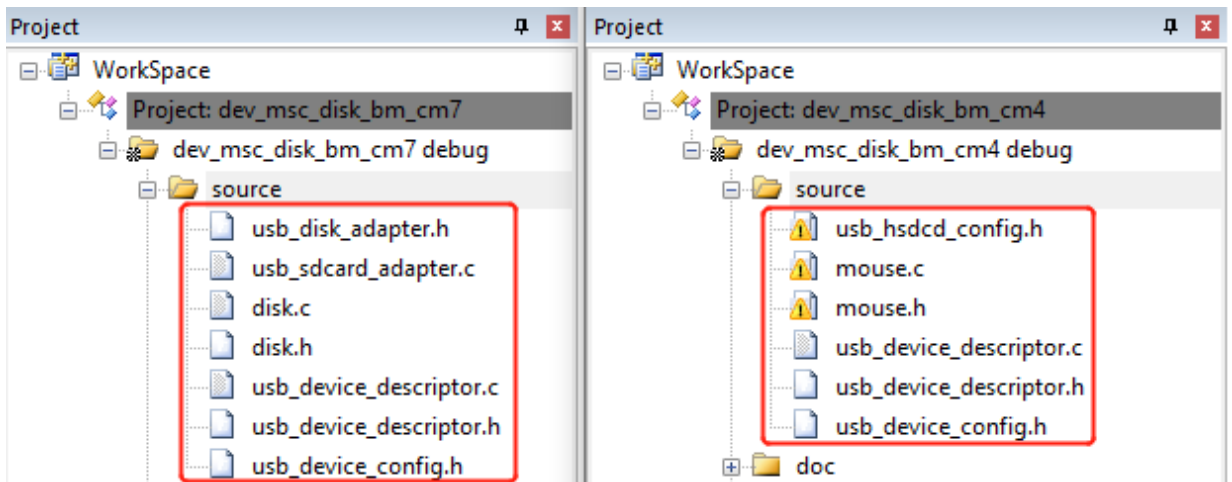 Project
WorkSpace
Project: dev_msc_disk_bm_cm7
dev_msc_disk_bm_cm7 debug
source
usb_disk_adapter.h
usb_sdcard_adapter.c
disk.c
disk.h
usb_device_descriptor.c
usb_device_descriptor.h
usb_device_config.h
Project
WorkSpace
Project: dev_msc_disk_bm_cm4
dev_msc_disk_bm_cm4 debug
source
usb_hsdcd_config.h
mouse.c
mouse.h
usb_device_descriptor.c
usb_device_descriptor.h
usb_device_config.h
doc